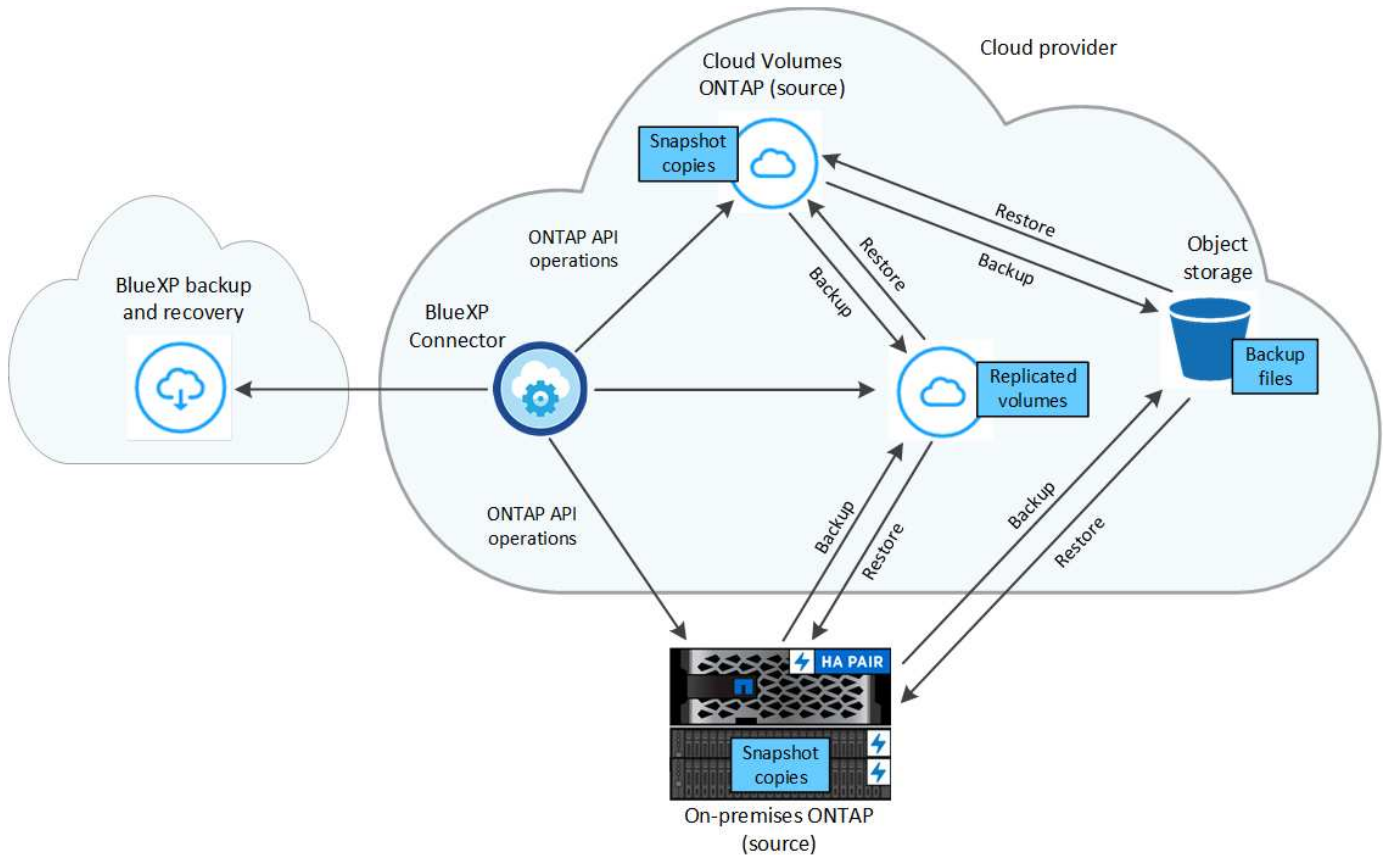 Cloud provider
Cloud Volumes
ONTAP (source)
Snapshot
copies
Restore
Backup
ONTAP API
operations
Restore
Backup
Object
storage
BlueXP backup
and recovery
BlueXP
Connector
Backup
files
Replicated
volumes
ONTAP API
operations
Backup
Restore
Backup
Restore
HA PAIR
Snapshot
copies
On-premises ONTAP
(source)